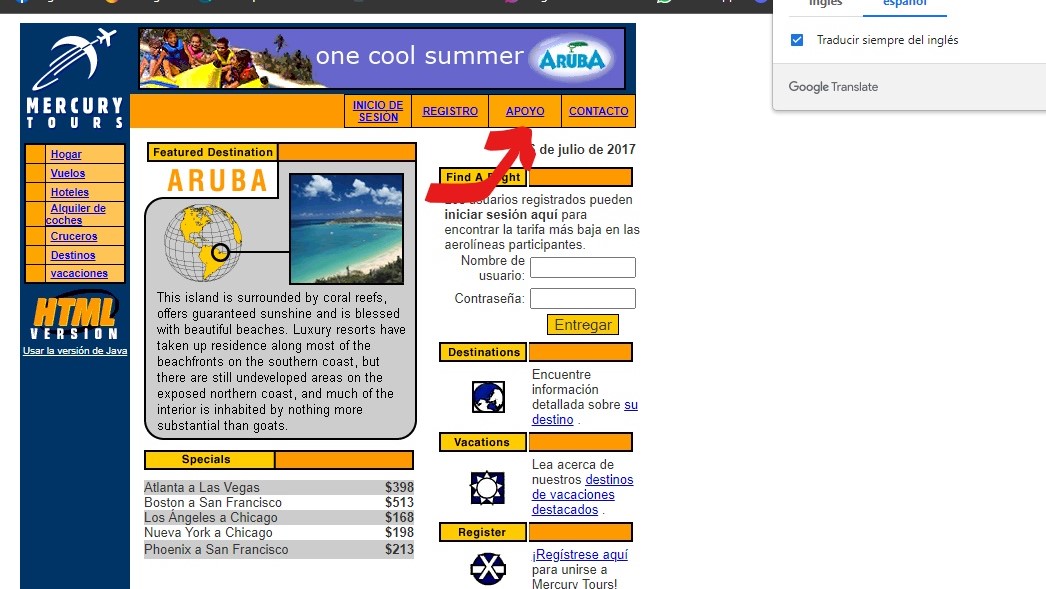 inglés español
Traducir siempre del inglés
Google Translate
one cool summer ARUBA
MERCURY
TOURS
INICIO DE
SESIÓN
REGISTRO
APOYO
CONTACTO
Hogar
Vuelos
Hoteles
Alquiler de
coches
Cruceros
Destinos
vacaciones
HTML
VERSION
Usar la versión de Java
Featured Destination
ARUBA
This island is surrounded by coral reefs,
offers guaranteed sunshine and is blessed
with beautiful beaches. Luxury resorts have
taken up residence along most of the
beachfronts on the southern coast, but
there are still undeveloped areas on the
exposed northern coast, and much of the
interior is inhabited by nothing more
substantial than goats.
Specials
Atlanta a Las Vegas $398
Boston a San Francisco $513
Los Ángeles a Chicago $168
Nueva York a Chicago $198
Phoenix a San Francisco $213
de julio de 2017
Find A Flight
usuarios registrados pueden
iniciar sesión aquí para
encontrar la tarifa más baja en las
aerolíneas participantes.
Nombre de
usuario:
Contraseña:
Entregar
Destinations
Encuentre
información
detallada sobre su
destino .
Vacations
Lea acerca de
nuestros destinos
de vacaciones
destacados .
Register
¡Regístrese aquí
para unirse a
Mercury Tours!